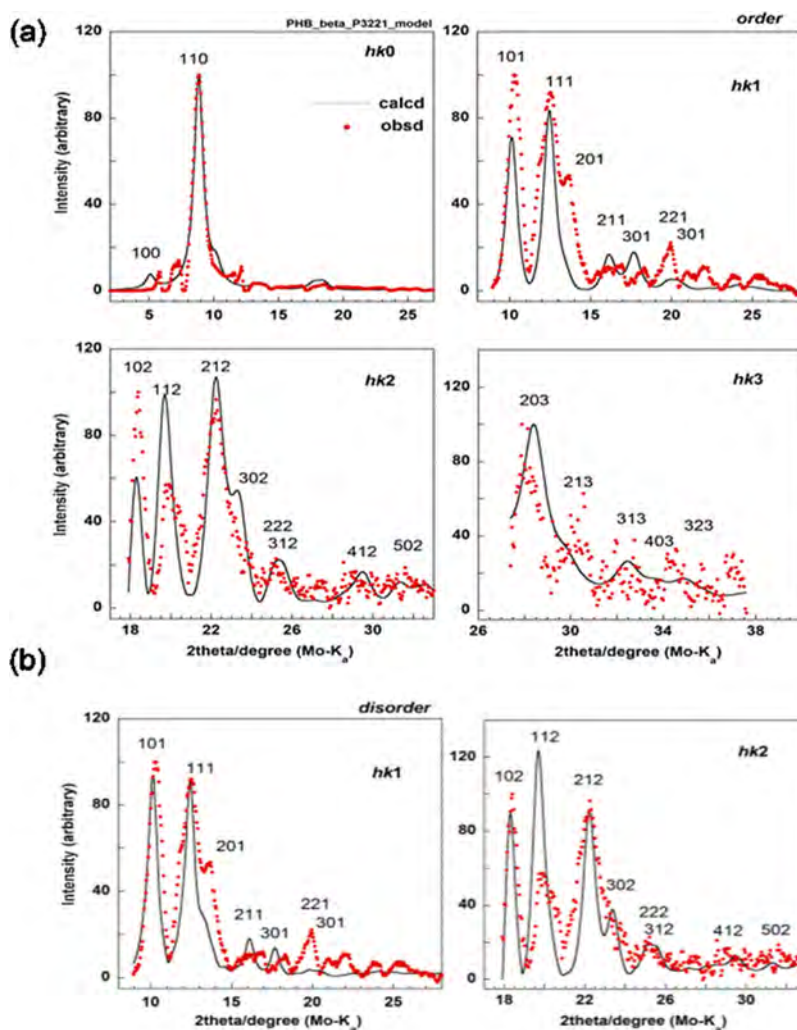 (a)
PHB_beta_P3221_model
order
hk0
110
calcd
obsd
100
Intensity (arbitrary)
120
80
40
0
5 10 15 20 25
hk1
101
111
201
211
301
221
301
Intensity (arbitrary)
120
80
40
0
10 15 20 25
hk2
102
112
212
302
222
312
412
502
Intensity (arbitrary)
120
80
40
0
18 22 26 30
2theta/degree (Mo-Ka)
hk3
203
213
313
403
323
120
80
40
0
26 30 34 38
2theta/degree (Mo-Ka)
(b)
disorder
hk1
101
111
201
211
301
221
301
Intensity (arbitrary)
120
80
40
0
10 15 20 25
2theta/degree (Mo-Ka)
hk2
102
112
212
302
222
312
412
502
120
80
40
0
18 22 26 30
2theta/degree (Mo-Ka)